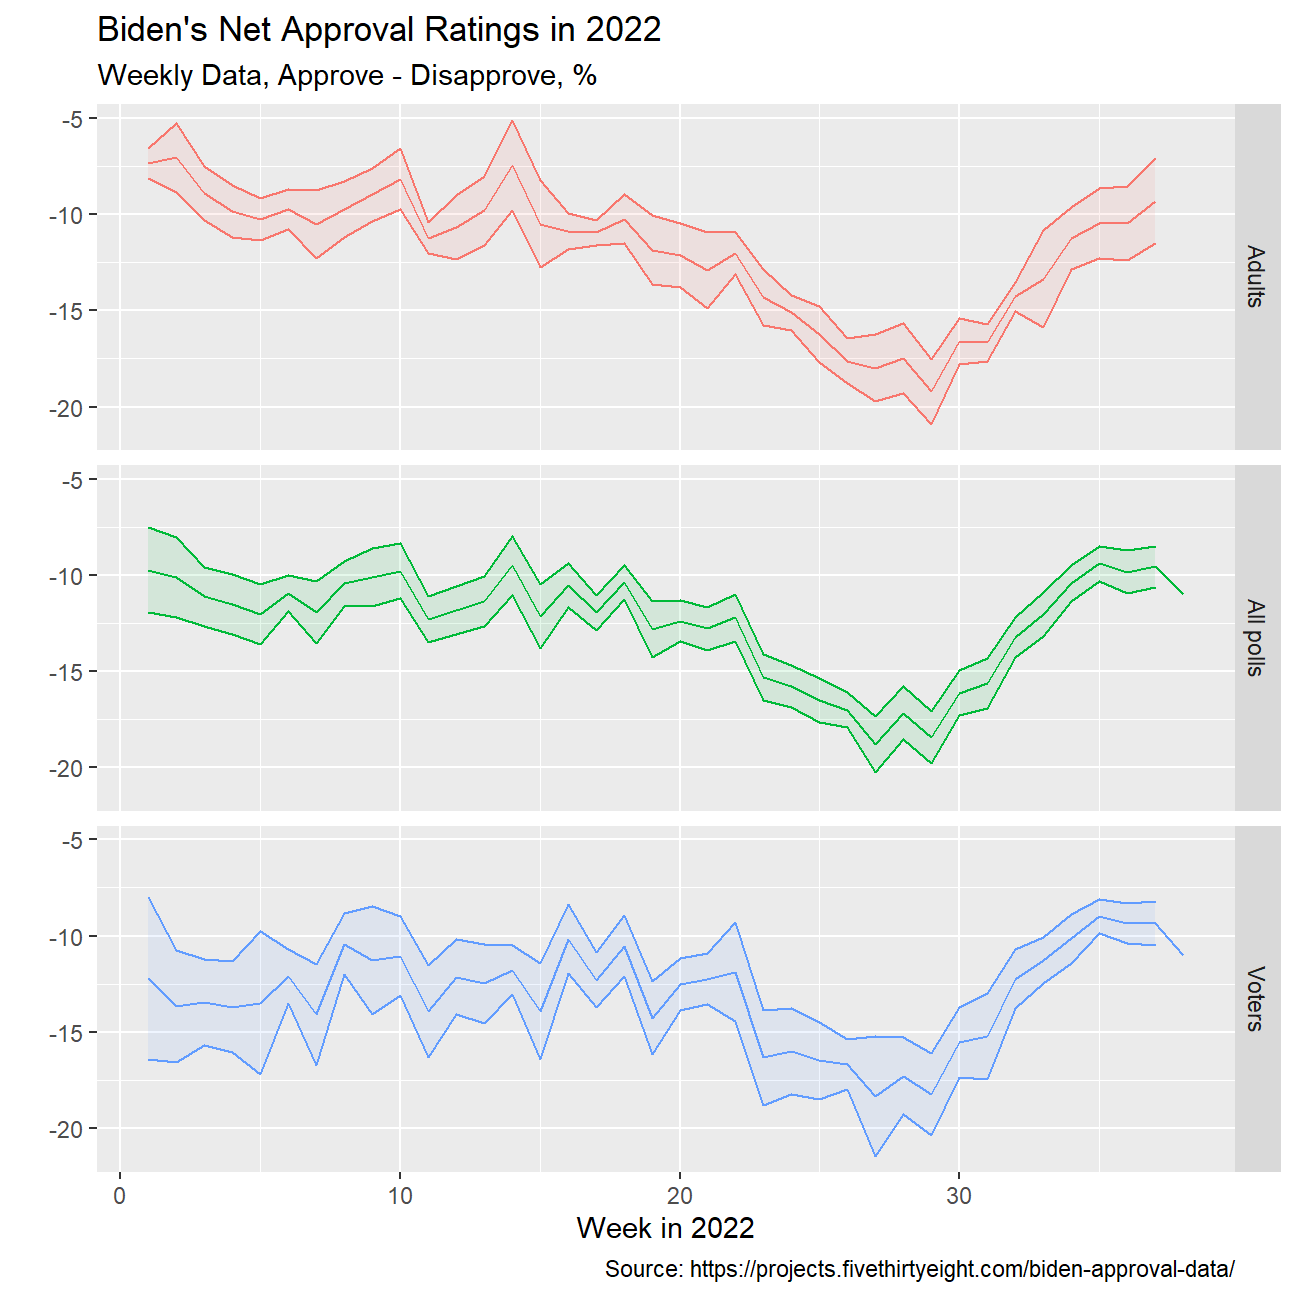 Biden's Net Approval Ratings in 2022
Weekly Data, Approve - Disapprove, %
-5
-10
-15
-20
Adults
-5
-10
-15
-20
All polls
-5
-10
-15
-20
Voters
0 10 20 30
Week in 2022
Source: https://projects.fivethirtyeight.com/biden-approval-data/